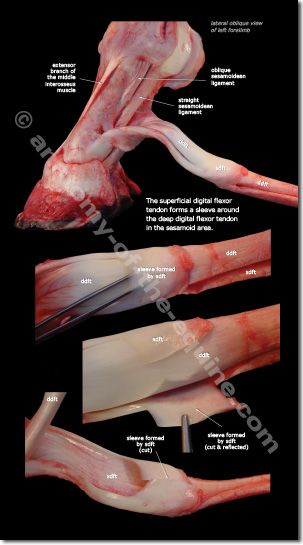 lateral oblique view
of left forelimb
extensor
branch of
the middle
interosseus
muscle
oblique
sesamoidean
ligament
straight
sesamoidean
ligament
ddft
sdft
ddft
The superficial digital flexor
tendon forms a sleeve around
the deep digital flexor tendon
in the sesamoid area.
ddft
sleeve formed
by sdft
ddft
sdft
sdft
ddft
sleeve formed
by sdft
(cut & reflected)
ddft
sleeve formed
by sdft
(cut)
sdft
© anatomy-of-the-equine.com